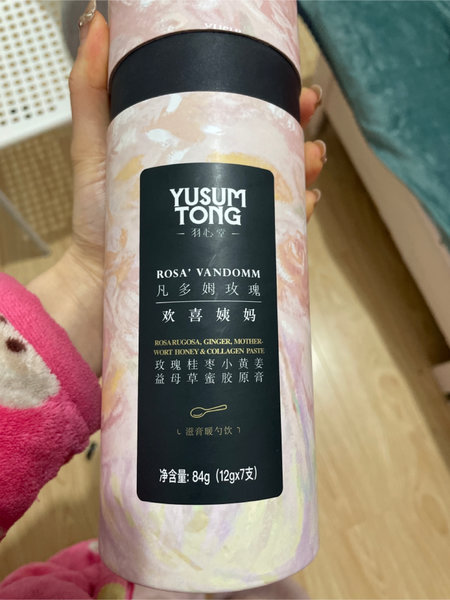 YUSUM
TONG
羽心堂
ROSA' VANDOMM
凡多姆玫瑰
欢喜姨妈
ROSA RUGOSA, GINGER, MOTHER-
WORT HONEY & COLLAGEN PASTE
玫瑰桂枣小黄姜
益母草蜜胶原膏
滋膏暖勺饮
净含量: 84g (12gx7支)